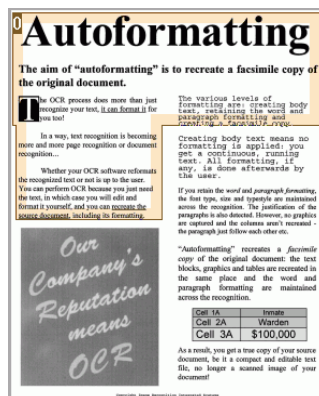 0
Autoformatting
The aim of “autoformatting” is to recreate a facsimile copy of
the original document.
The OCR process does more than just
recognize your text, it can format it for
you too!
In a way, text recognition is becoming
more and more page recognition or document
recognition...
Whether your OCR software reformats
the recognized text or not is up to the user.
You can perform OCR because you just need
the text, in which case you will edit and
format it yourself, and you can recreate the
source document, including its formatting.
Our
Company's
Reputation
means
OCR
The various levels of
formatting are: creating body
text, retaining the word and
paragraph formatting and
creating a facsimile copy
Creating body text means no
formatting is applied: you
get a continuous, running
text. All formatting, if
any, is done afterwards by
the user.
If you retain the word and paragraph formatting,
the font type, size and typestyle are maintained
across the recognition. The justification of the
paragraphs is also detected. However, no graphics
are captured and the columns aren't recreated -
the paragraph just follow each other etc.
“Autoformatting” recreates a facsimile
copy of the original document: the text
blocks, graphics and tables are recreated in
the same place and the word and
paragraph formatting are maintained
across the recognition.
Cell 1A Inmate
Cell 2A Warden
Cell 3A $100,000
As a result, you get a true copy of your source
document, be it a compact and editable text
file, no longer a scanned image of your
document!